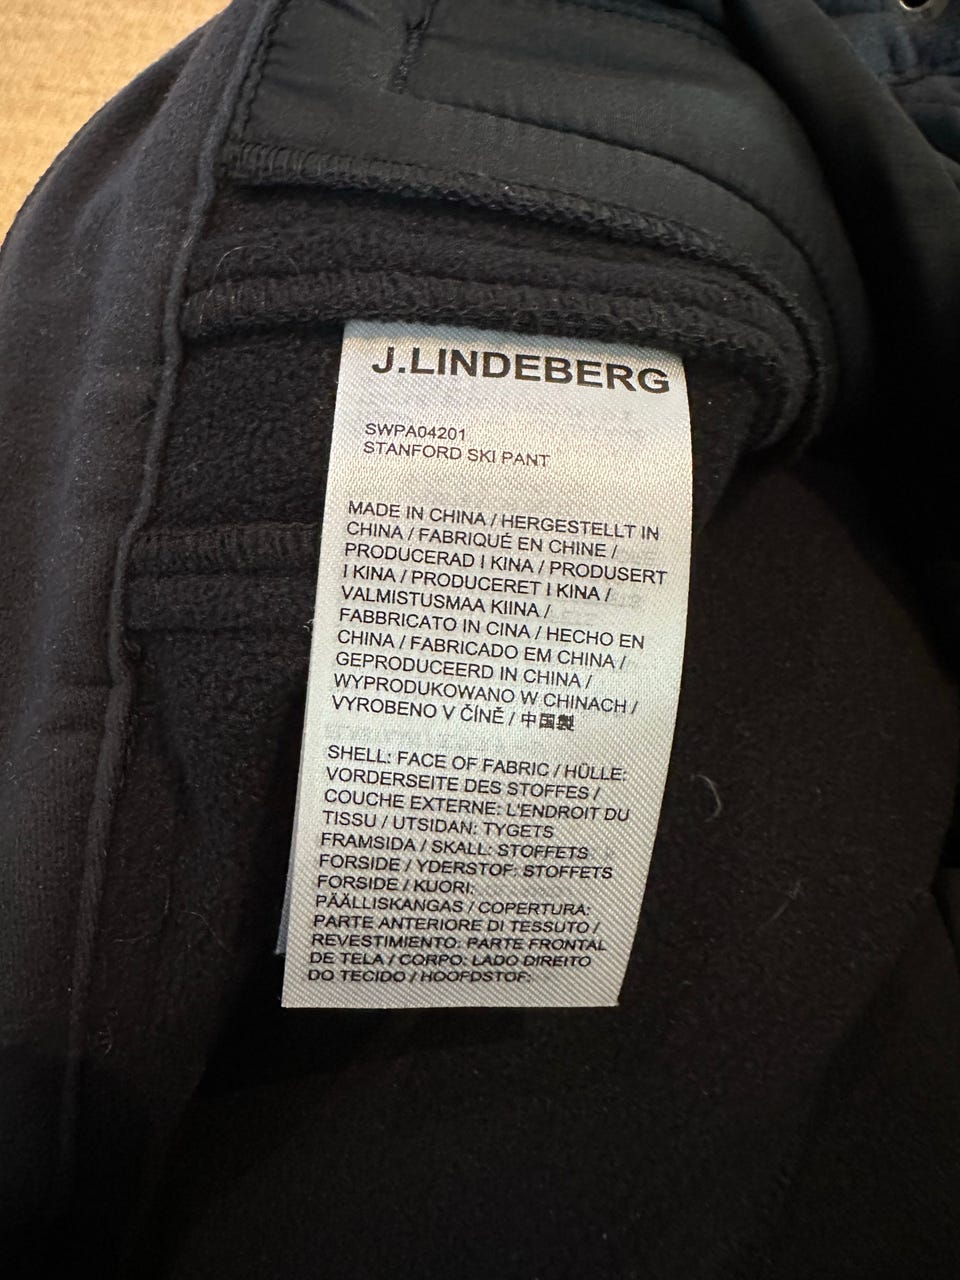 J.LINDEBERG
SWPA04201
STANFORD SKI PANT
MADE IN CHINA / HERGESTELLT IN
CHINA / FABRIQUÉ EN CHINE /
PRODUCERAD I KINA / PRODUSERT
I KINA / PRODUCERET I KINA /
VALMISTUSMAA KIINA /
FABBRICATO IN CINA / HECHO EN
CHINA / FABRICADO EM CHINA /
GEPRODUCEERD IN CHINA /
WYPRODUKOWANO W CHINACH /
VYROBENO V ČÍNĚ / 中国製
SHELL: FACE OF FABRIC / HÜLLE:
VORDERSEITE DES STOFFES /
COUCHE EXTERNE: L'ENDROIT DU
TISSU / UTSIDAN: TYGETS
FRAMSIDA / SKALL: STOFFETS
FORSIDE / YDERSTOF: STOFFETS
FORSIDE / KUORI:
PÄÄLLISKANGAS / COPERTURA:
PARTE ANTERIORE DI TESSUTO /
REVESTIMIENTO: PARTE FRONTAL
DE TELA / CORPO: LADO DIREITO
DO TECIDO / HOOFDSTOF: